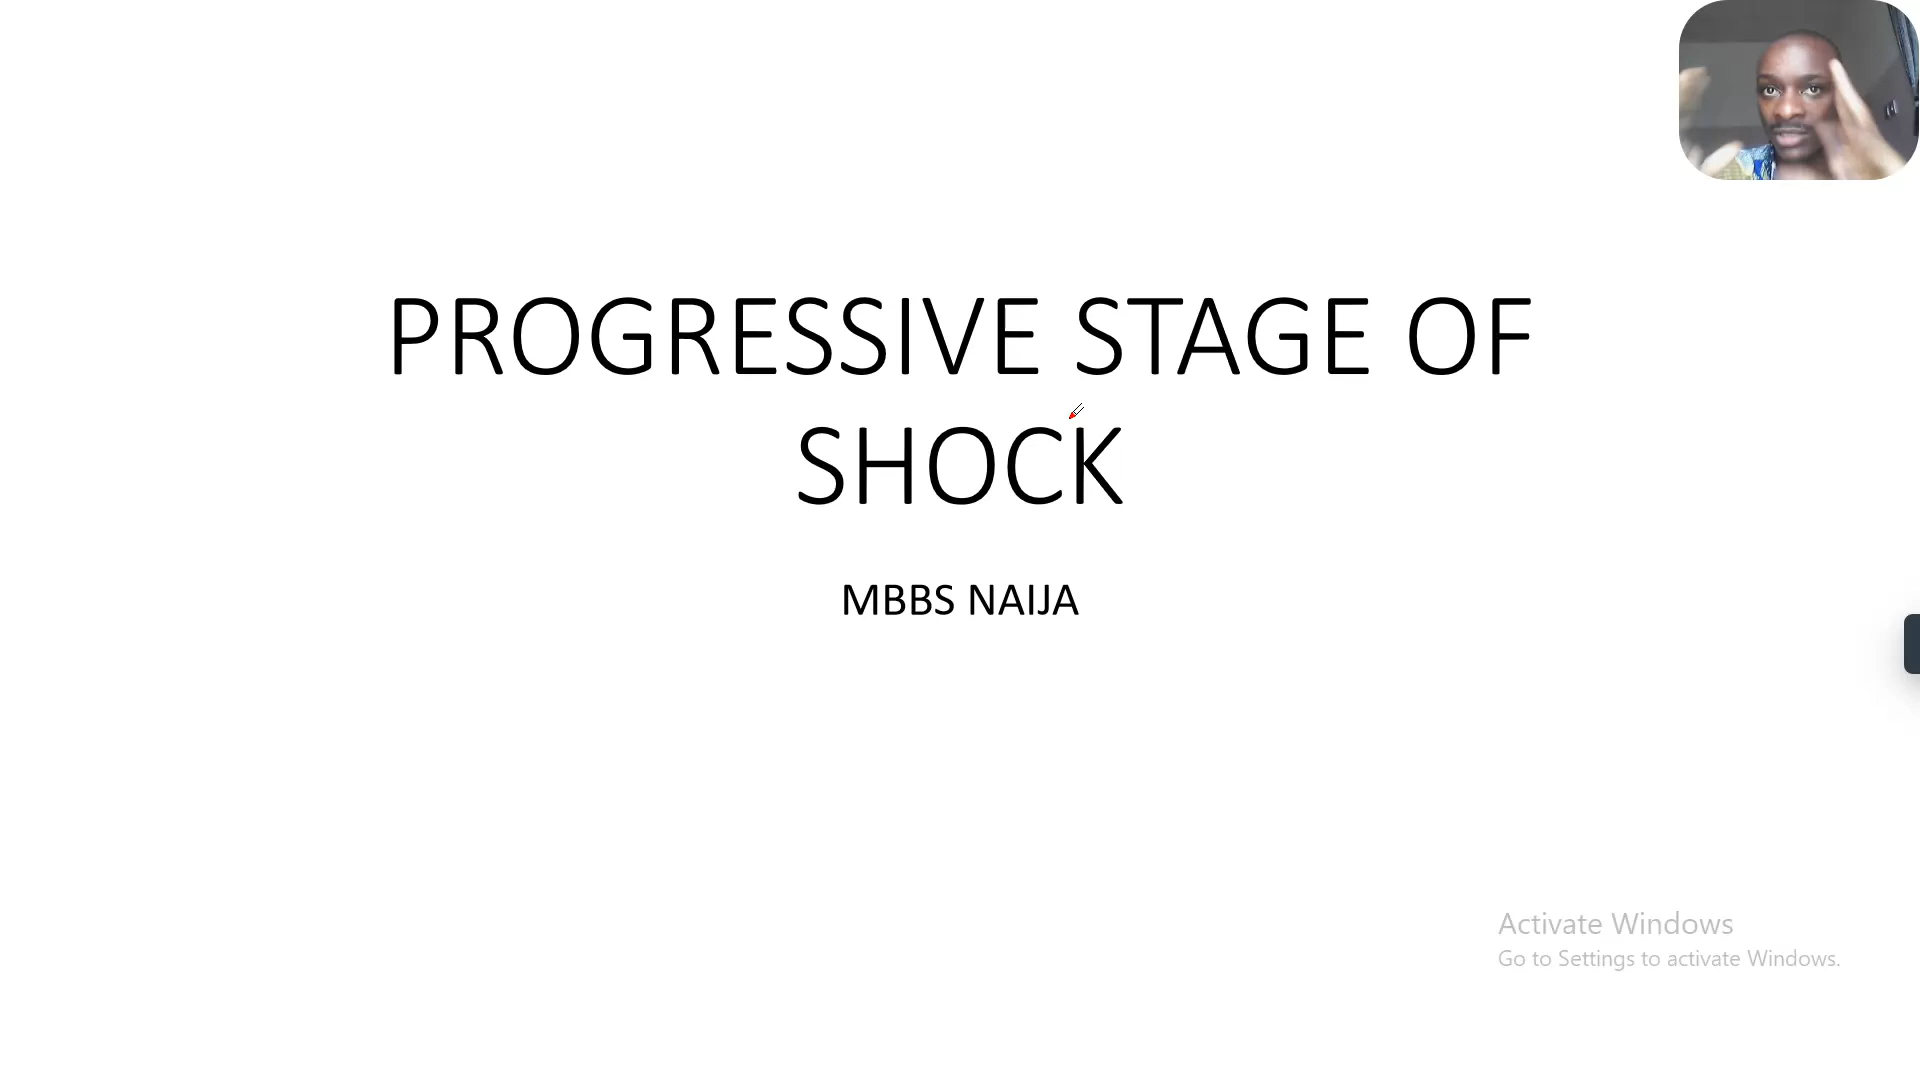 PROGRESSIVE STAGE OF
SHOCK
MBBS NAIJA
Activate Windows
Go to Settings to activate Windows.